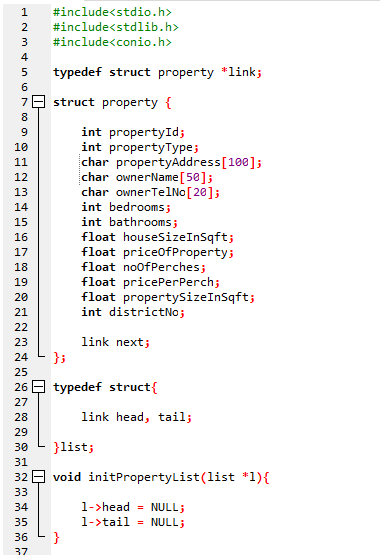 1 #include<stdio.h>
2 #include<stdlib.h>
3 #include<conio.h>
4
5 typedef struct property *link;
6
7 struct property {
8
9 int propertyId;
10 int propertyType;
11 char propertyAddress[100];
12 char ownerName[50];
13 char ownerTelNo[20];
14 int bedrooms;
15 int bathrooms;
16 float houseSizeInSqft;
17 float priceOfProperty;
18 float noOfPerches;
19 float pricePerPerch;
20 float propertySizeInSqft;
21 int districtNo;
22
23 link next;
24 };
25
26 typedef struct{
27
28 link head, tail;
29
30 }list;
31
32 void initPropertyList(list *l){
33
34 l->head = NULL;
35 l->tail = NULL;
36 }
37